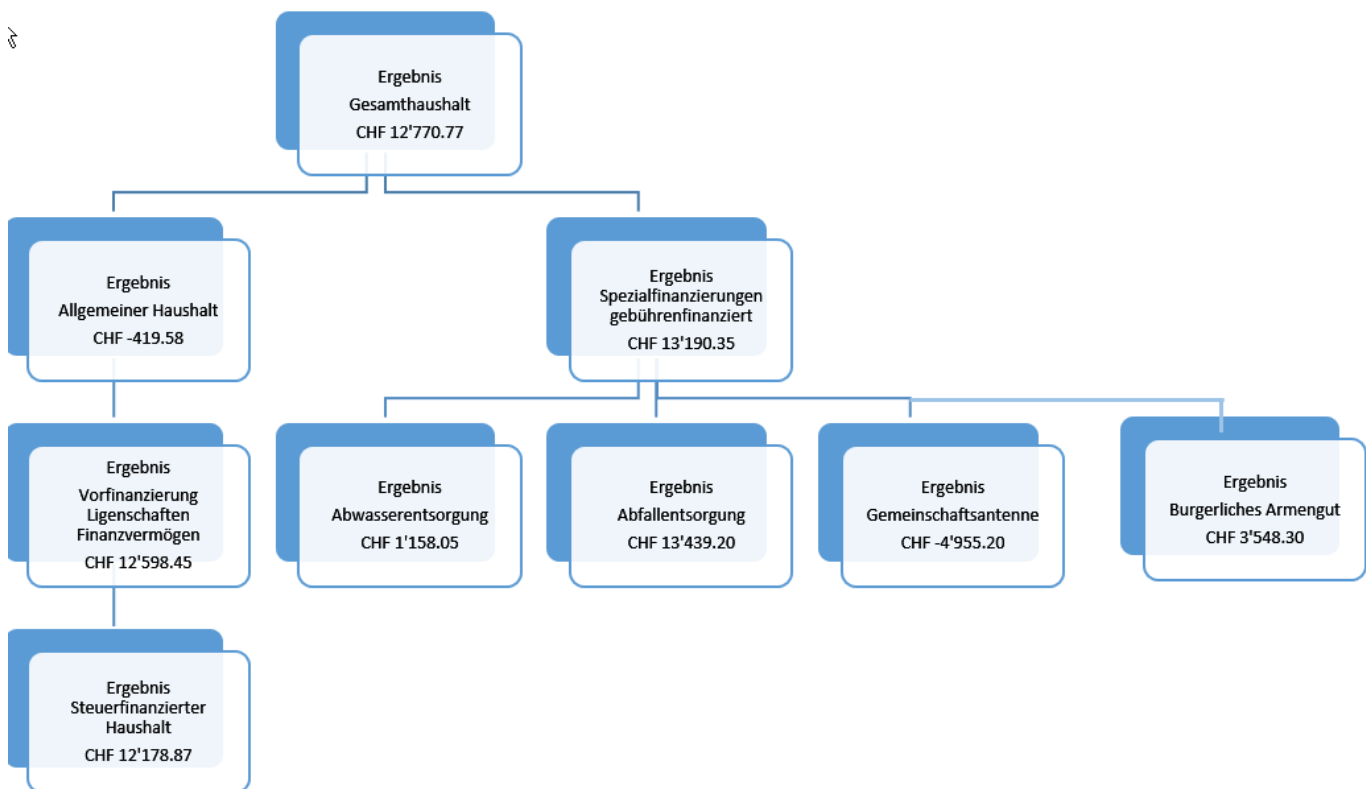 Ergebnis
Gesamthaushalt
CHF 12'770.77
Ergebnis
Allgemeiner Haushalt
CHF -419.58
Ergebnis
Spezialfinanzierungen
gebührenfinanziert
CHF 13'190.35
Ergebnis
Vorfinanzierung
Ligenschaften
Finanzvermögen
CHF 12'598.45
Ergebnis
Abwasserentsorgung
CHF 1'158.05
Ergebnis
Abfallentsorgung
CHF 13'439.20
Ergebnis
Gemeinschaftsantenne
CHF -4'955.20
Ergebnis
Burgerliches Armengut
CHF 3'548.30
Ergebnis
Steuerfinanzierter
Haushalt
CHF 12'178.87